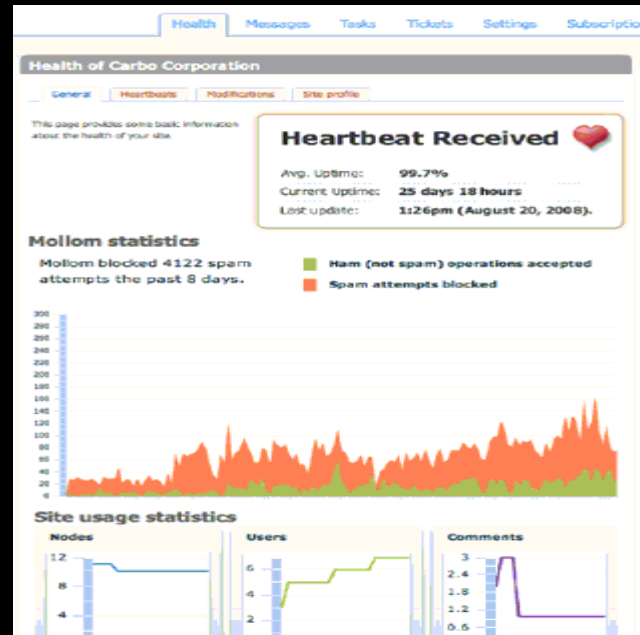 Health Messages Tasks Tickets Settings Subscriptio
Health of Carbo Corporation
General Heartbeats Modifications Site profile
This page provides some basic information
about the health of your site.
Heartbeat Received
Avg. Uptime: 99.7%
Current Uptime: 25 days 18 hours
Last update: 1:26pm (August 20, 2008).
Mollom statistics
Mollom blocked 4122 spam
attempts the past 8 days.
Ham (not spam) operations accepted
Spam attempts blocked
300
280
260
240
220
200
180
160
140
120
100
80
60
40
20
0
Site usage statistics
Nodes Users Comments
12
8
4
6
4
2
3
2.4
1.8
1.2
0.6